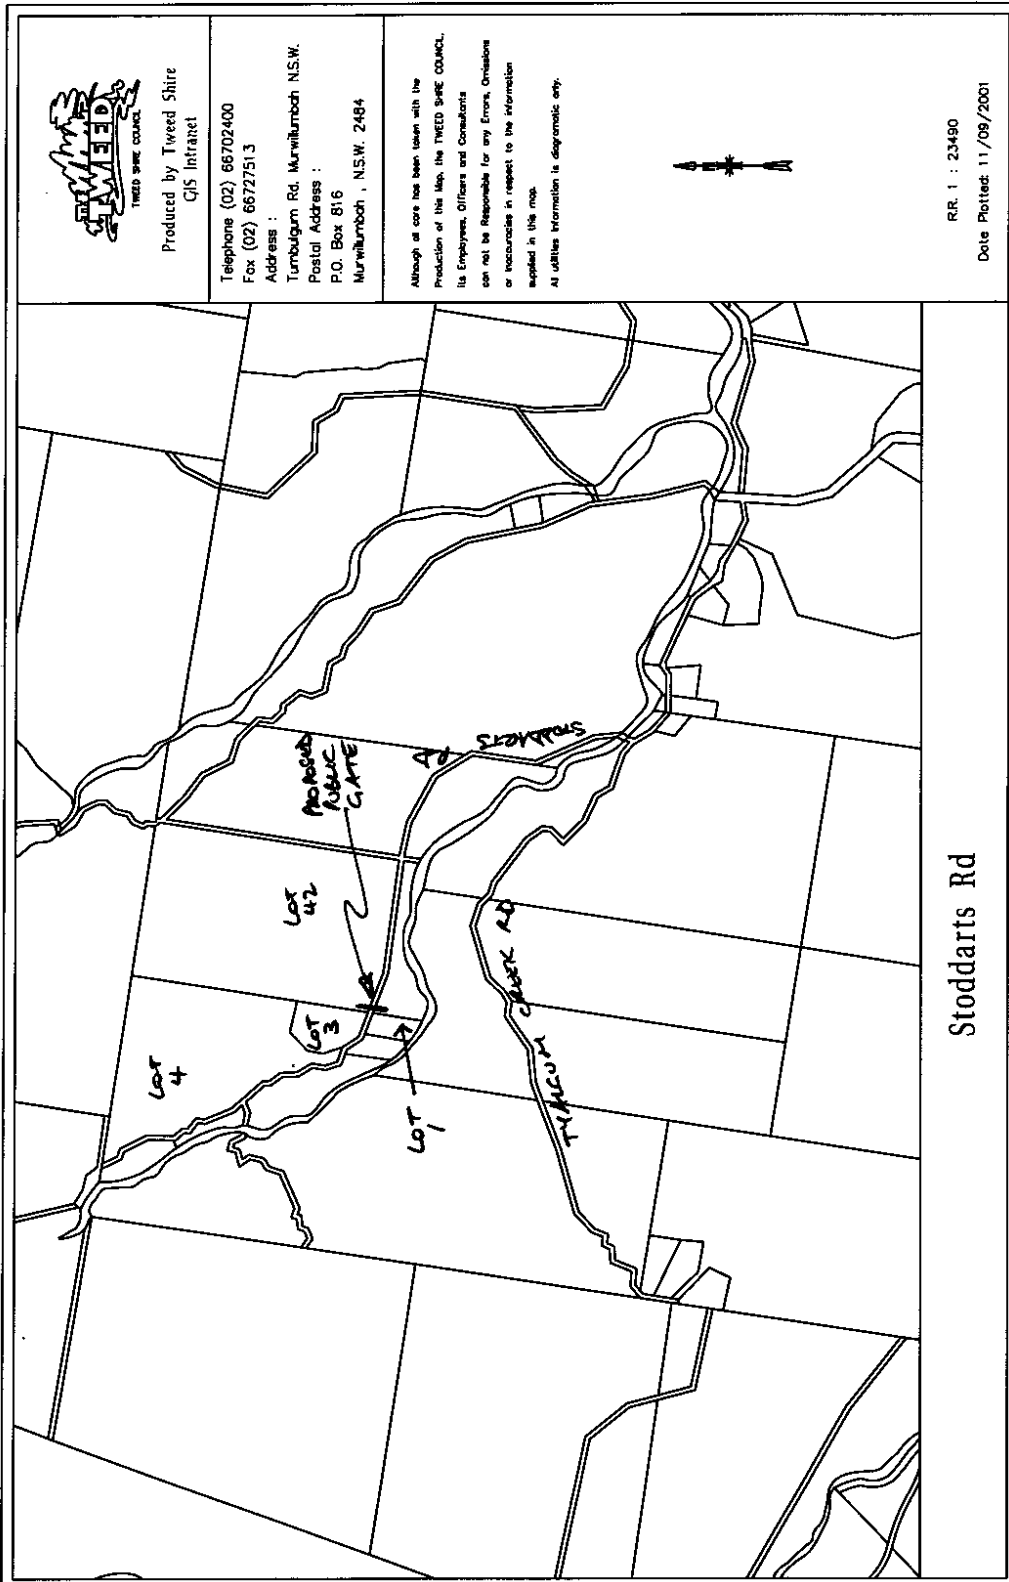 THE
TWEED
TWEED SHIRE COUNCIL
Produced by Tweed Shire
GIS Intranet
Telephone (02) 66702400
Fax (02) 66727513
Address :
Tumbulgum Rd. Murwillumbah N.S.W.
Postal Address :
P.O. Box 816
Murwillumbah , N.S.W. 2484
Although all care has been taken with the
Production of this Map, the TWEED SHIRE COUNCIL,
its Employees, Officers and Consultants
can not be Responsible for any Errors, Omissions
or Inaccuracies in respect to the information
supplied in this map.
All utilities information is diagramatic only.
R.R. 1 : 23490
Date Plotted: 11/09/2001
LOT
4
LOT
3
LOT
42
PROPOSED
PUBLIC
GATE
RD
STODDARTS
LOT
1
TYALGUM CREEK RD
Stoddarts Rd